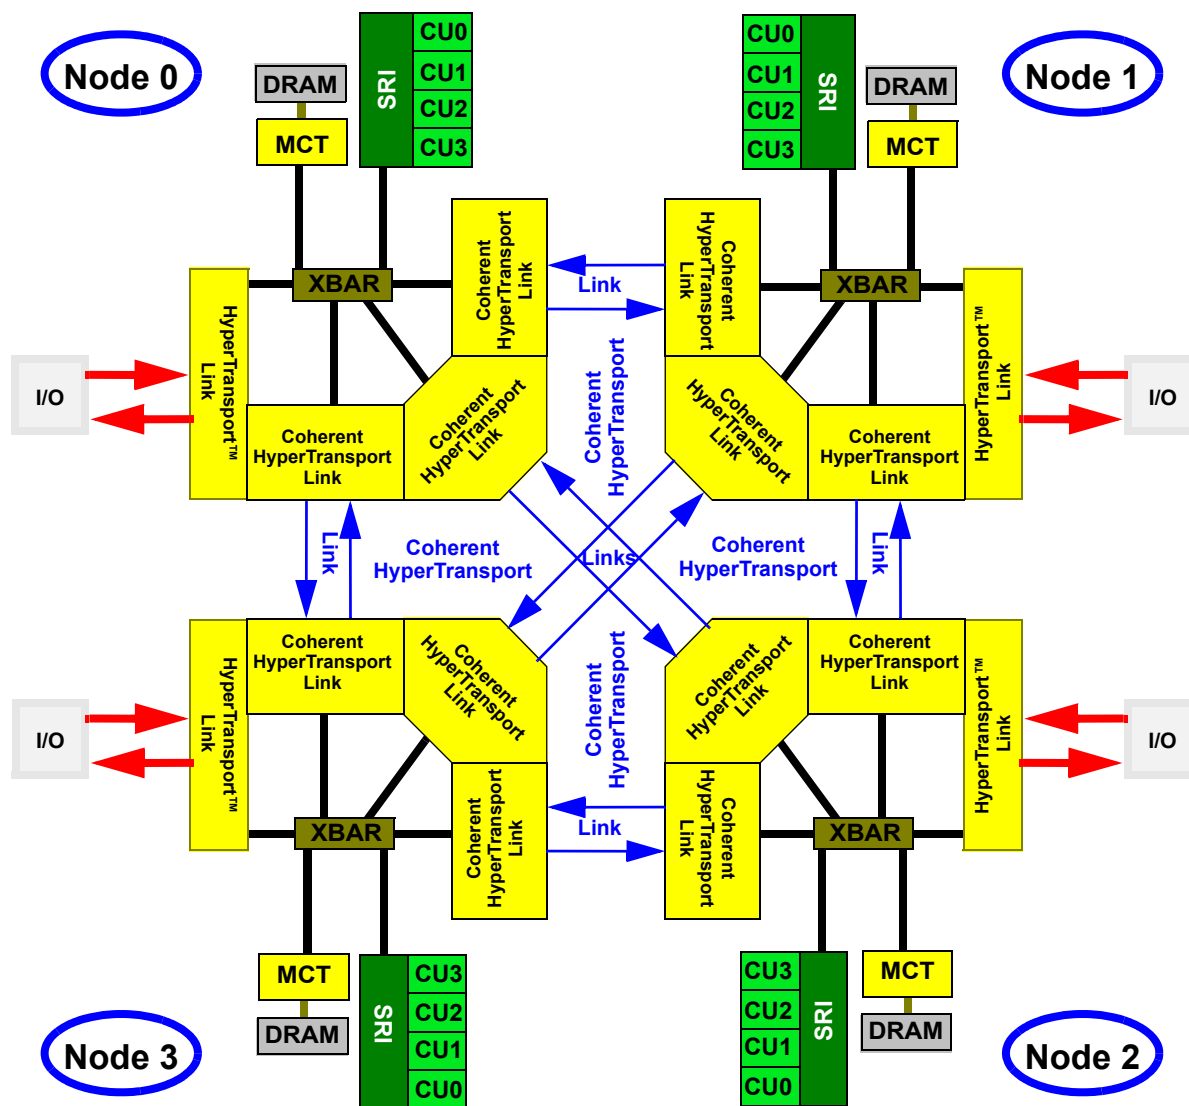 Node 0
DRAM
MCT
SRI
CU0
CU1
CU2
CU3
CU0
CU1
CU2
CU3
SRI
DRAM
MCT
Node 1
XBAR
Coherent
HyperTransport
Link
Link
Coherent
HyperTransport
Link
XBAR
I/O
HyperTransport™
Link
Coherent
HyperTransport
Link
Coherent
HyperTransport
Link
Coherent
HyperTransport
Coherent
HyperTransport
Link
Coherent
HyperTransport
Link
HyperTransport™
Link
I/O
Link
Coherent
HyperTransport
Links
Coherent
HyperTransport
Link
I/O
HyperTransport™
Link
Coherent
HyperTransport
Link
Coherent
HyperTransport
Link
Coherent
HyperTransport
Coherent
HyperTransport
Link
Coherent
HyperTransport
Link
HyperTransport™
Link
I/O
XBAR
Coherent
HyperTransport
Link
Link
Coherent
HyperTransport
Link
XBAR
Node 3
MCT
DRAM
SRI
CU3
CU2
CU1
CU0
CU3
CU2
CU1
CU0
SRI
MCT
DRAM
Node 2